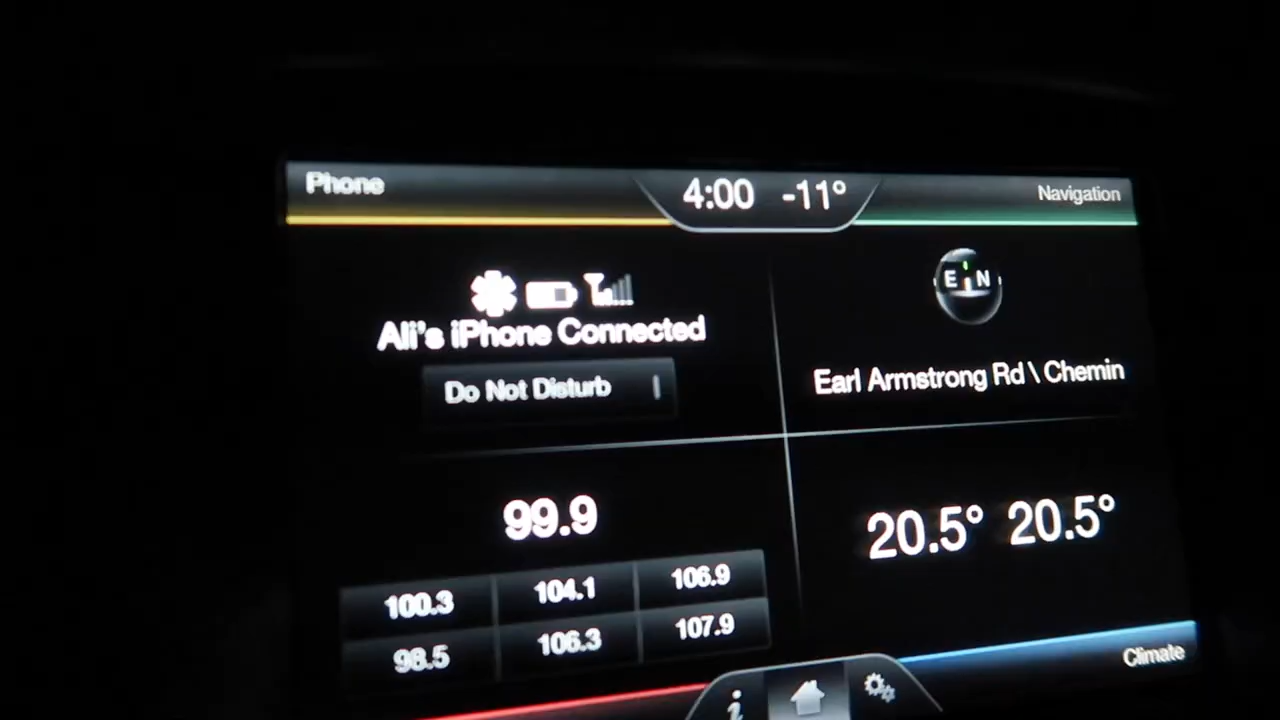 Phone
4:00 -11°
Navigation
E N
Ali's iPhone Connected
Do Not Disturb
Earl Armstrong Rd \ Chemin
99.9
20.5° 20.5°
100.3 104.1 106.9
98.5 106.3 107.9
Climate
i